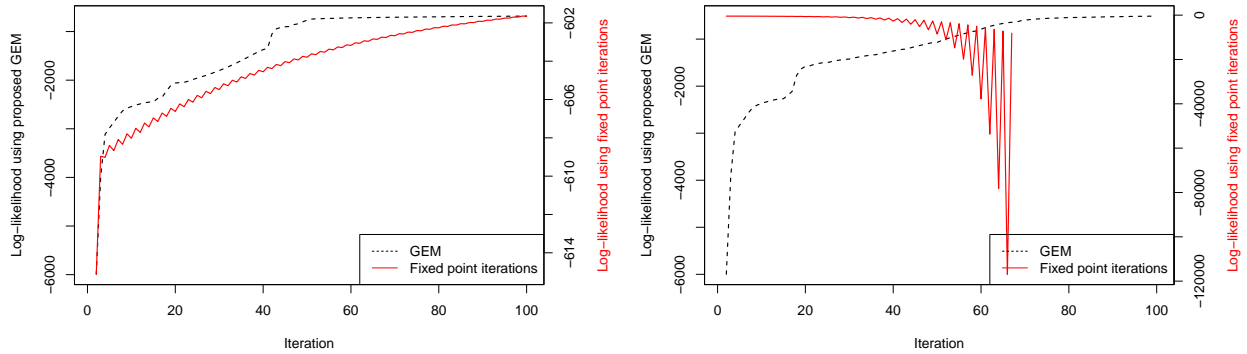 Log−likelihood using proposed GEM
−6000
−4000
−2000
0
20
40
60
80
100
Iteration
−614
−610
−606
−602
Log−likelihood using fixed point iterations
GEM
Fixed point iterations
Log−likelihood using proposed GEM
−6000
−4000
−2000
0
20
40
60
80
100
Iteration
−120000
−80000
−40000
0
Log−likelihood using fixed point iterations
GEM
Fixed point iterations